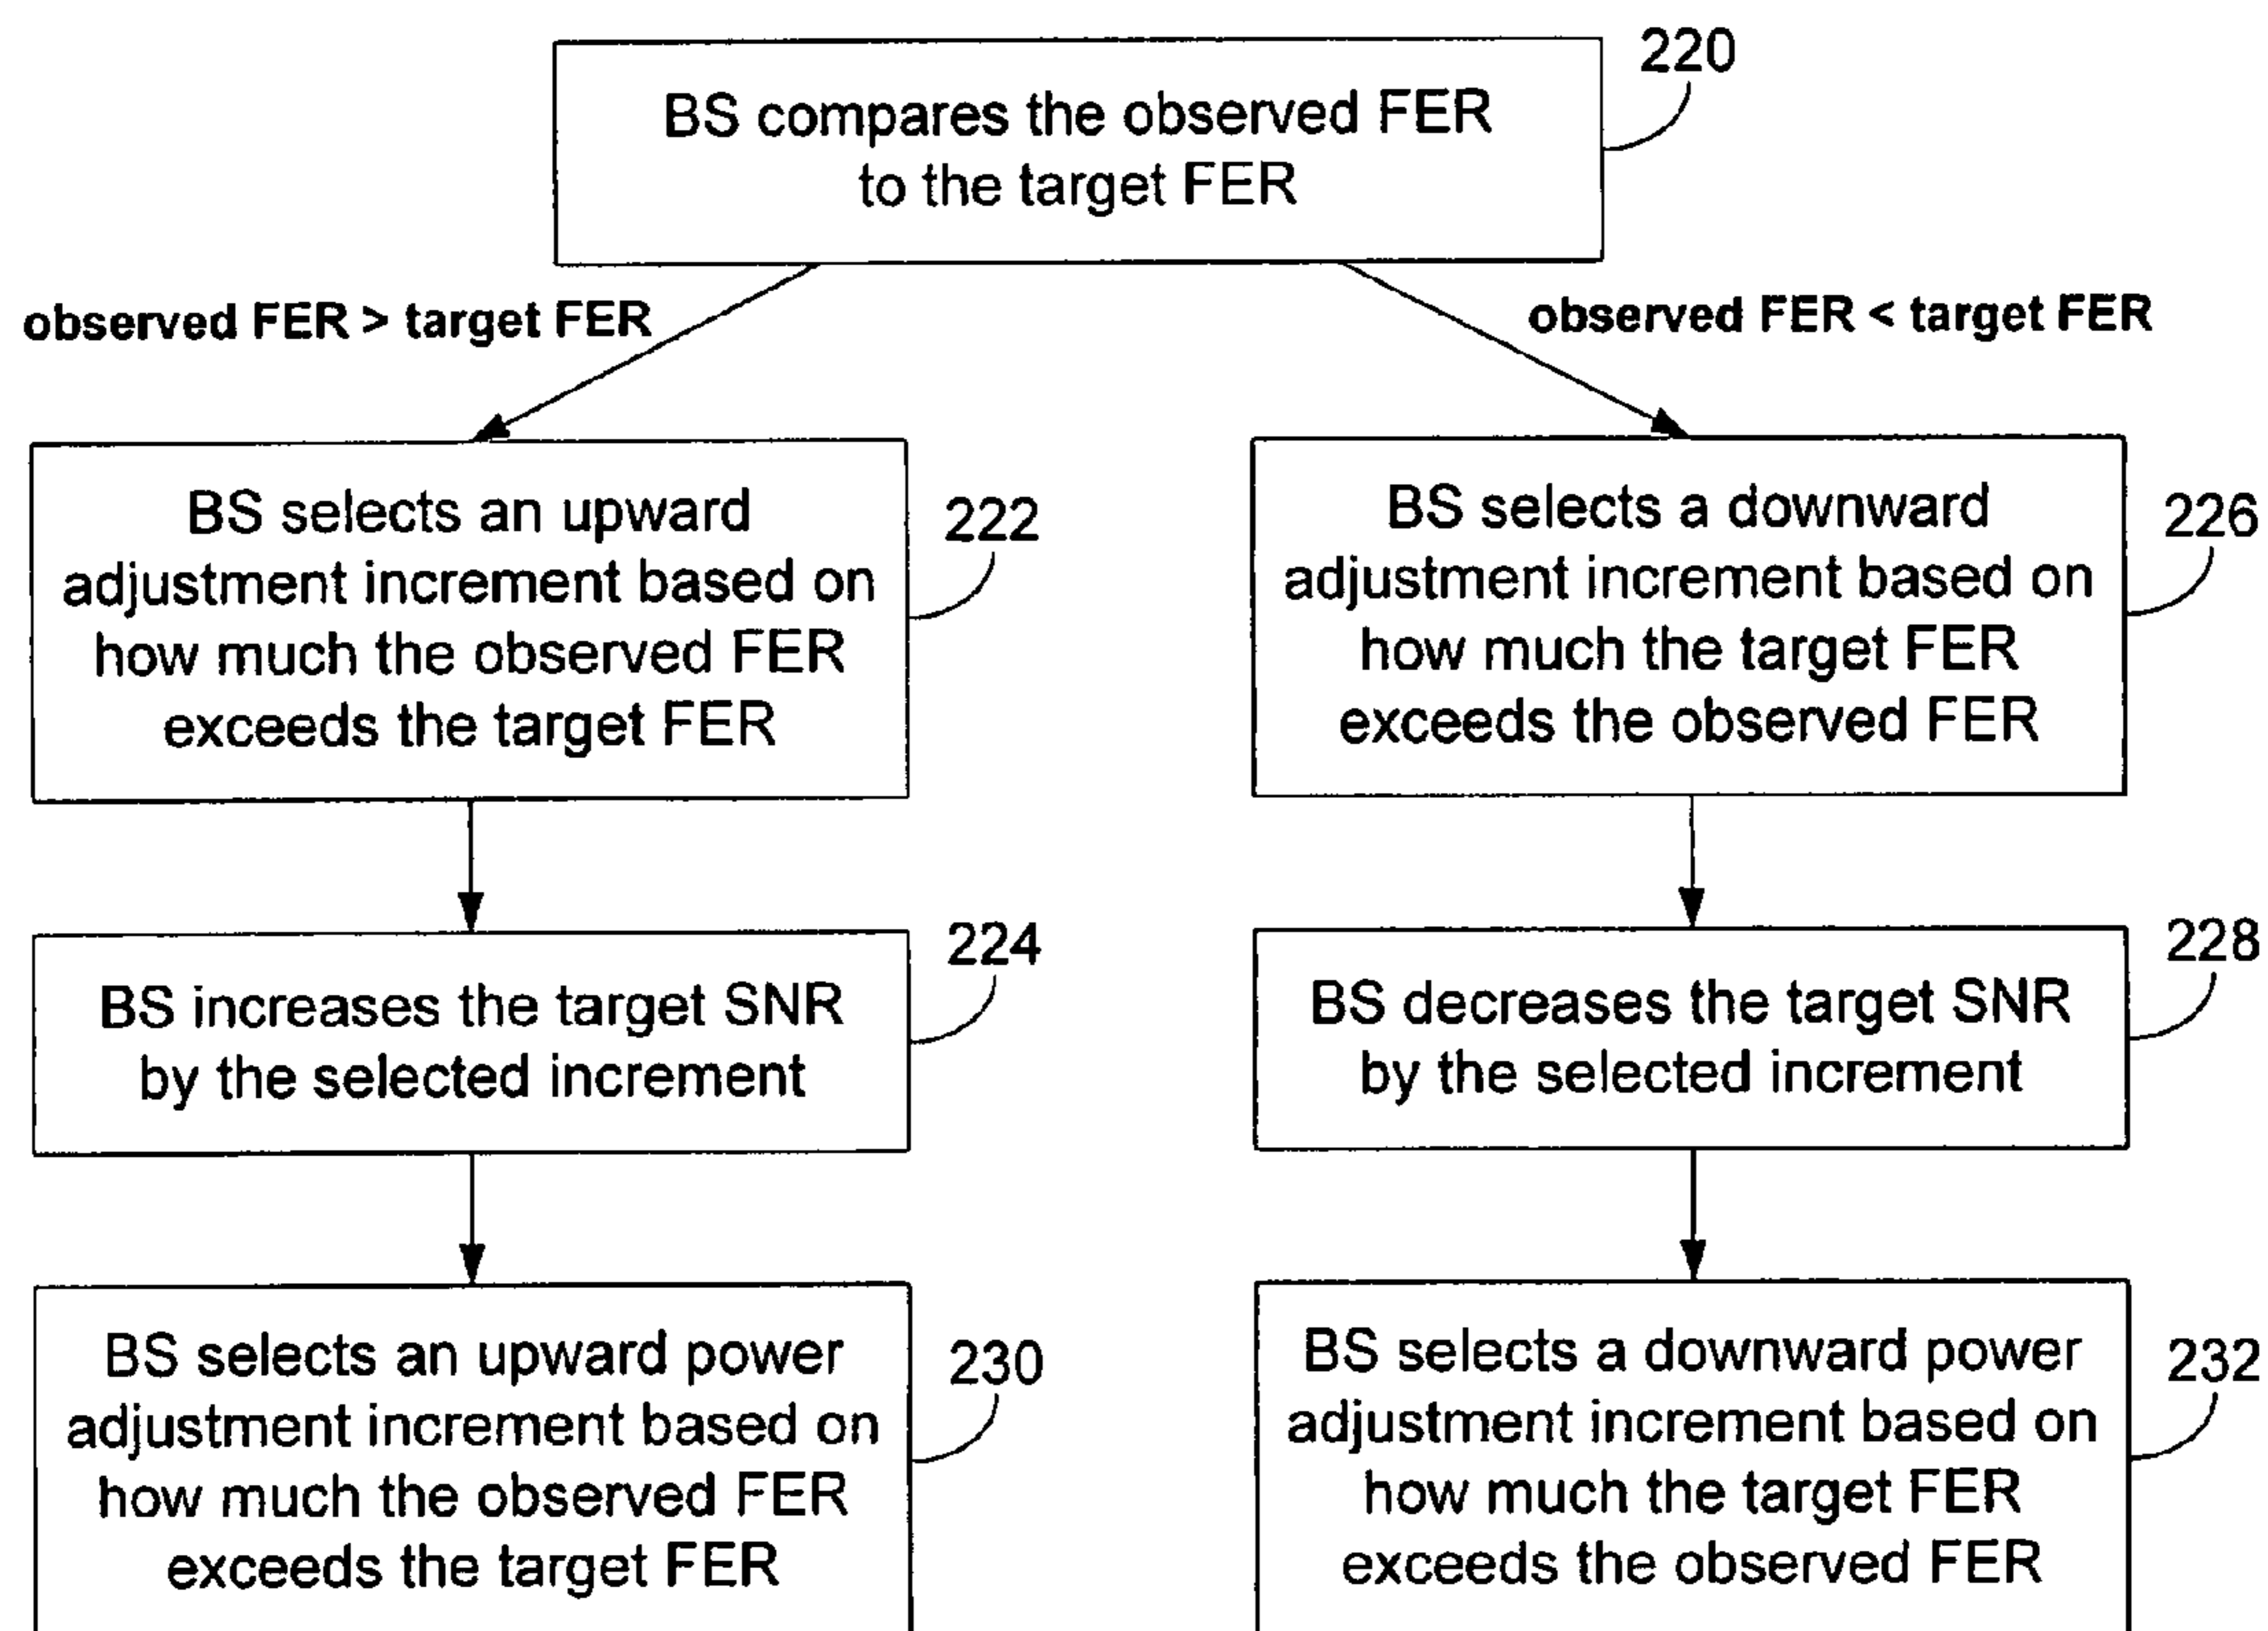 BS compares the observed FER
to the target FER
220
observed FER > target FER
observed FER < target FER
BS selects an upward
adjustment increment based on
how much the observed FER
exceeds the target FER
222
BS selects a downward
adjustment increment based on
how much the target FER
exceeds the observed FER
226
BS increases the target SNR
by the selected increment
224
BS decreases the target SNR
by the selected increment
228
BS selects an upward power
adjustment increment based on
how much the observed FER
exceeds the target FER
230
BS selects a downward power
adjustment increment based on
how much the target FER
exceeds the observed FER
232